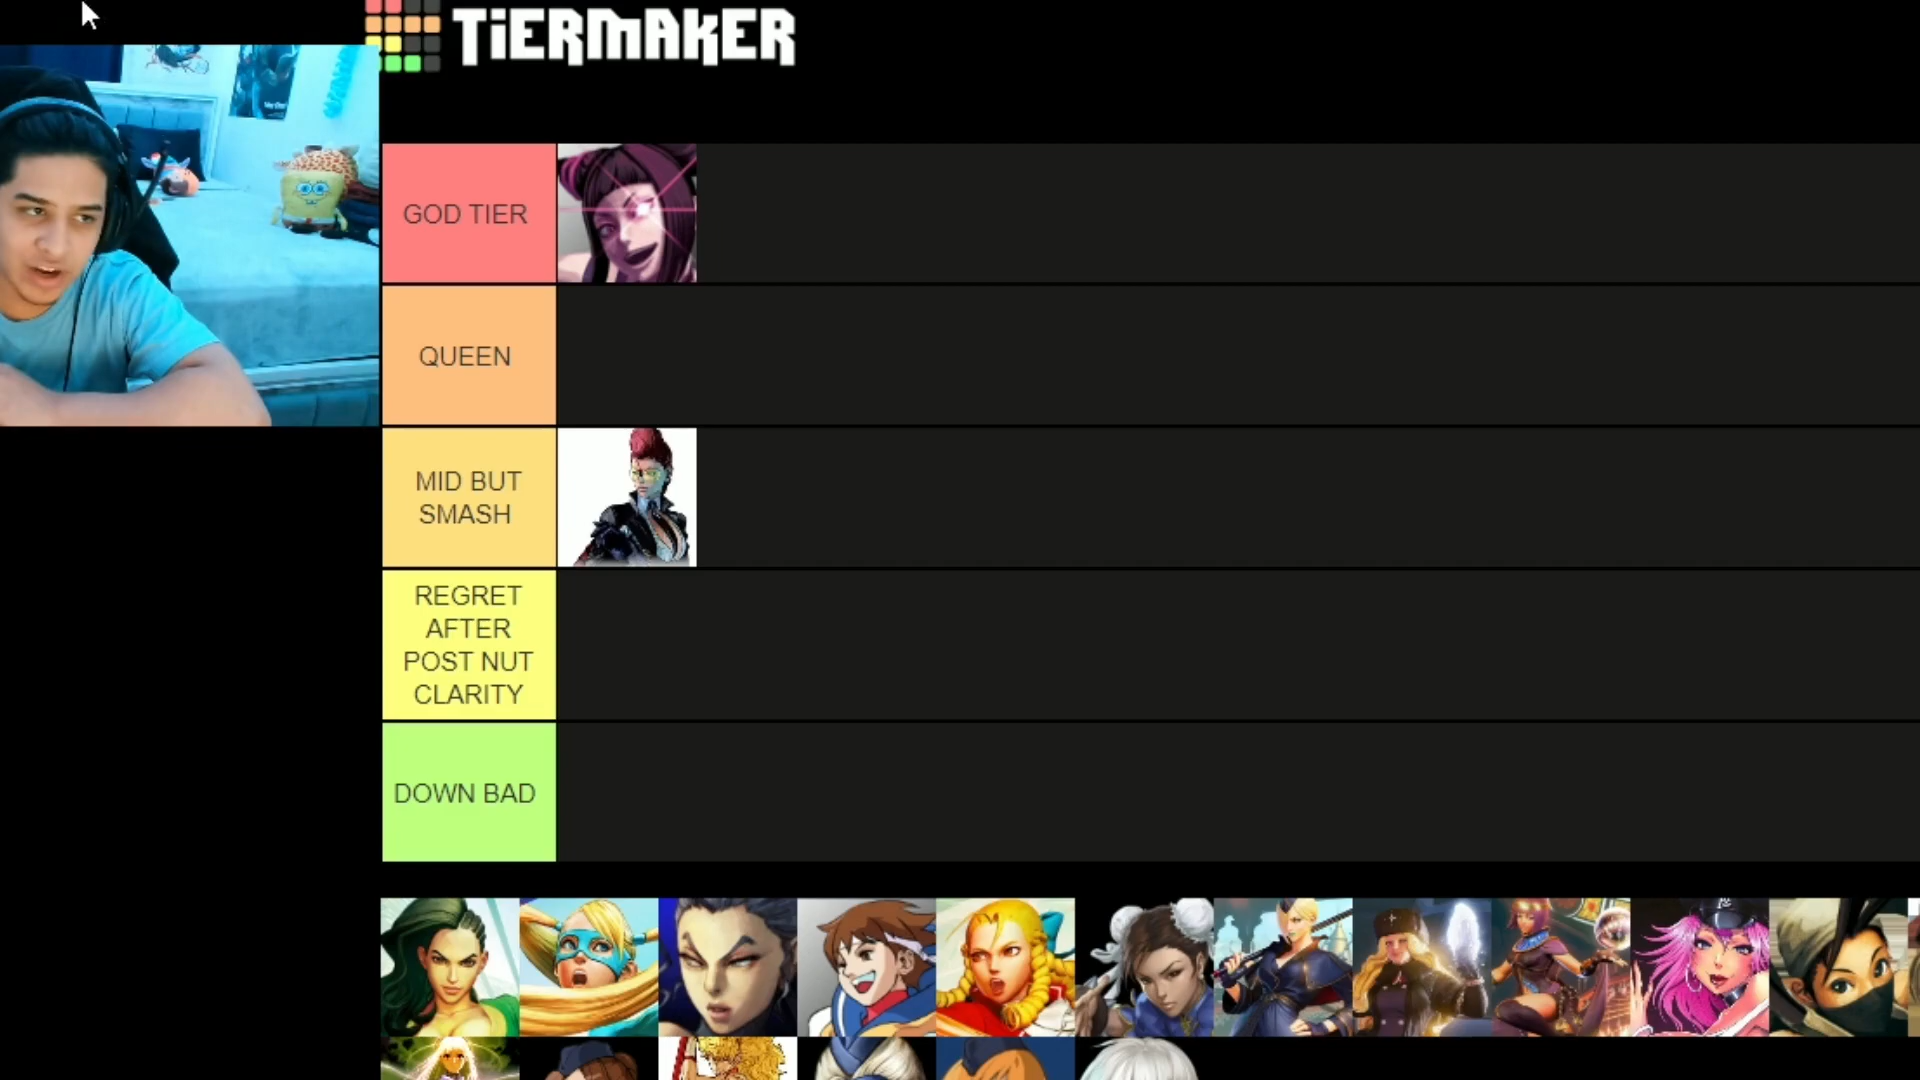 TiERMAKER
GOD TIER
QUEEN
MID BUT
SMASH
REGRET
AFTER
POST NUT
CLARITY
DOWN BAD